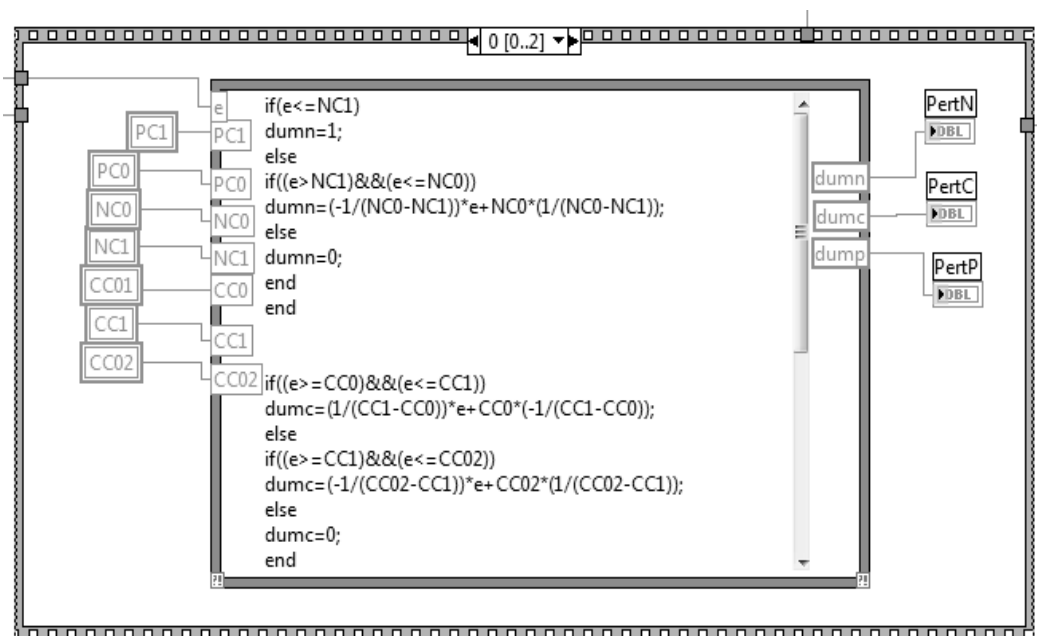 0 [0..2]
PC1
PC0
NC0
NC1
CC01
CC1
CC02
e
PC1
PC0
NC0
NC1
CC0
CC1
CC02
if(e<=NC1)
dumn=1;
else
if((e>NC1)&&(e<=NC0))
dumn=(-1/(NC0-NC1))*e+NC0*(1/(NC0-NC1));
else
dumn=0;
end
end
if((e>=CC0)&&(e<=CC1))
dumc=(1/(CC1-CC0))*e+CC0*(-1/(CC1-CC0));
else
if((e>=CC1)&&(e<=CC02))
dumc=(-1/(CC02-CC1))*e+CC02*(1/(CC02-CC1));
else
dumc=0;
end
dumn
dumc
dump
PertN
DBL
PertC
DBL
PertP
DBL
?!
?!